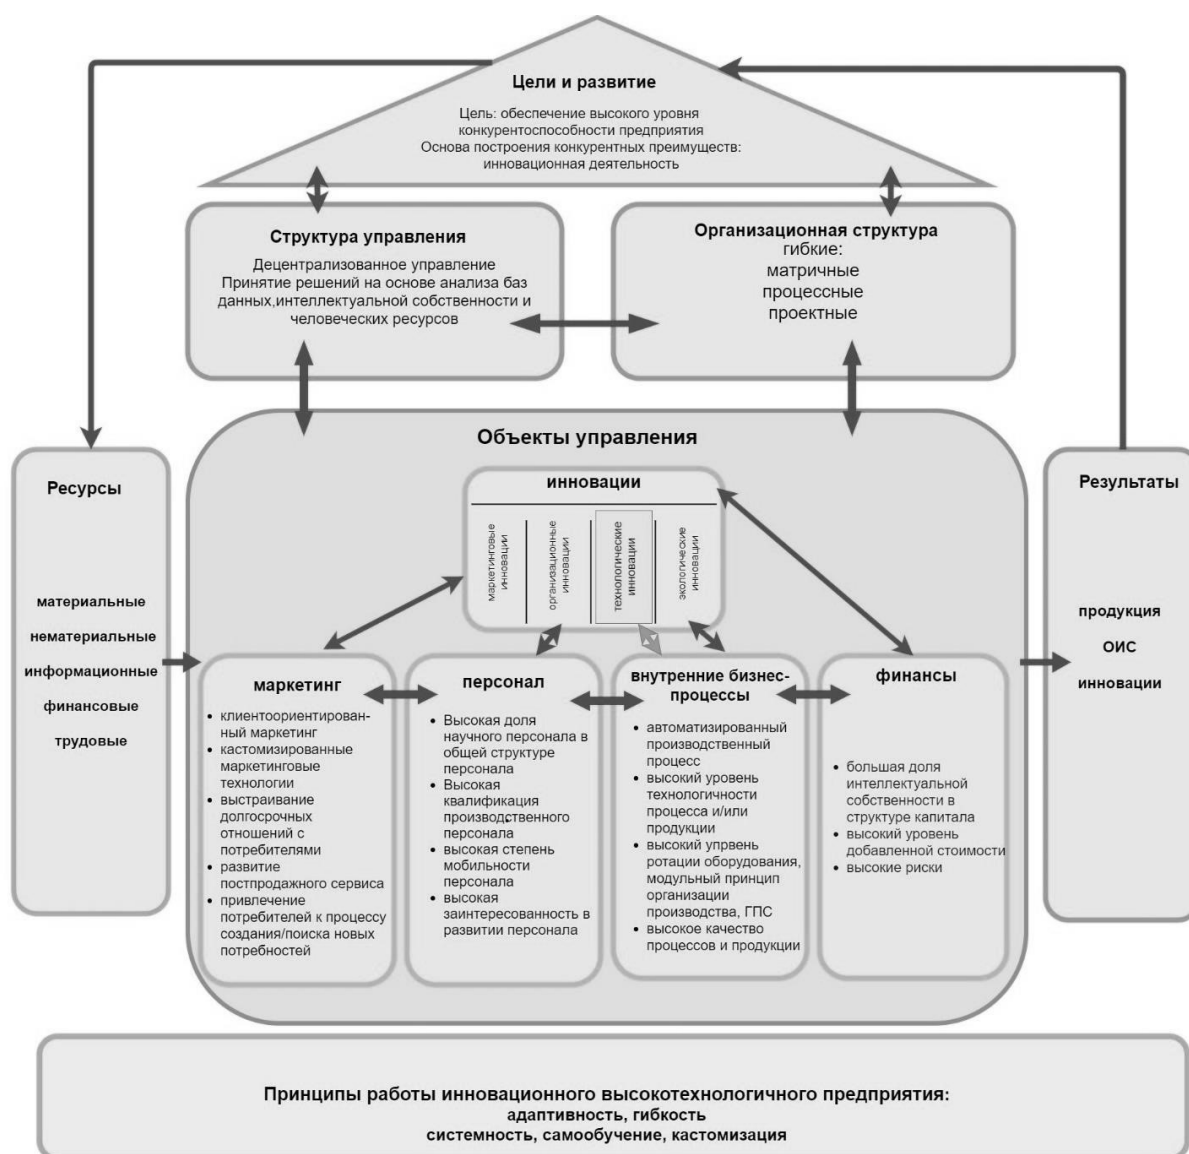 Цели и развитие
Цель: обеспечение высокого уровня
конкурентоспособности предприятия
Основа построения конкурентных преимуществ:
инновационная деятельность
Структура управления
Децентрализованное управление
Принятие решений на основе анализа баз
данных,интеллектуальной собственности и
человеческих ресурсов
Организационная структура
гибкие:
матричные
процессные
проектные
Ресурсы
материальные
нематериальные
информационные
финансовые
трудовые
Объекты управления
инновации
маркетинговые
инновации
организационные
инновации
технологические
инновации
экологические
инновации
маркетинг
• клиентоориентирован-
ный маркетинг
• кастомизированные
маркетинговые
технологии
• выстраивание
долгосрочных
отношений с
потребителями
• развитие
постпродажного сервиса
• привлечение
потребителей к процессу
создания/поиска новых
потребностей
персонал
• Высокая доля
научного персонала в
общей структуре
персонала
• Высокая
квалификация
производственного
персонала
• высокая степень
мобильности
персонала
• высокая
заинтересованность в
развитии персонала
внутренние бизнес-
процессы
• автоматизированный
производственный
процесс
• высокий уровень
технологичности
процесса и/или
продукции
• высокий упрвень
ротации оборудования,
модульный принцип
организации
производства, ГПС
• высокое качество
процессов и продукции
финансы
• большая доля
интеллектуальной
собственности в
структуре капитала
• высокий уровень
добавленной стоимости
• высокие риски
Результаты
продукция
ОИС
инновации
Принципы работы инновационного высокотехнологичного предприятия:
адаптивность, гибкость
системность, самообучение, кастомизация